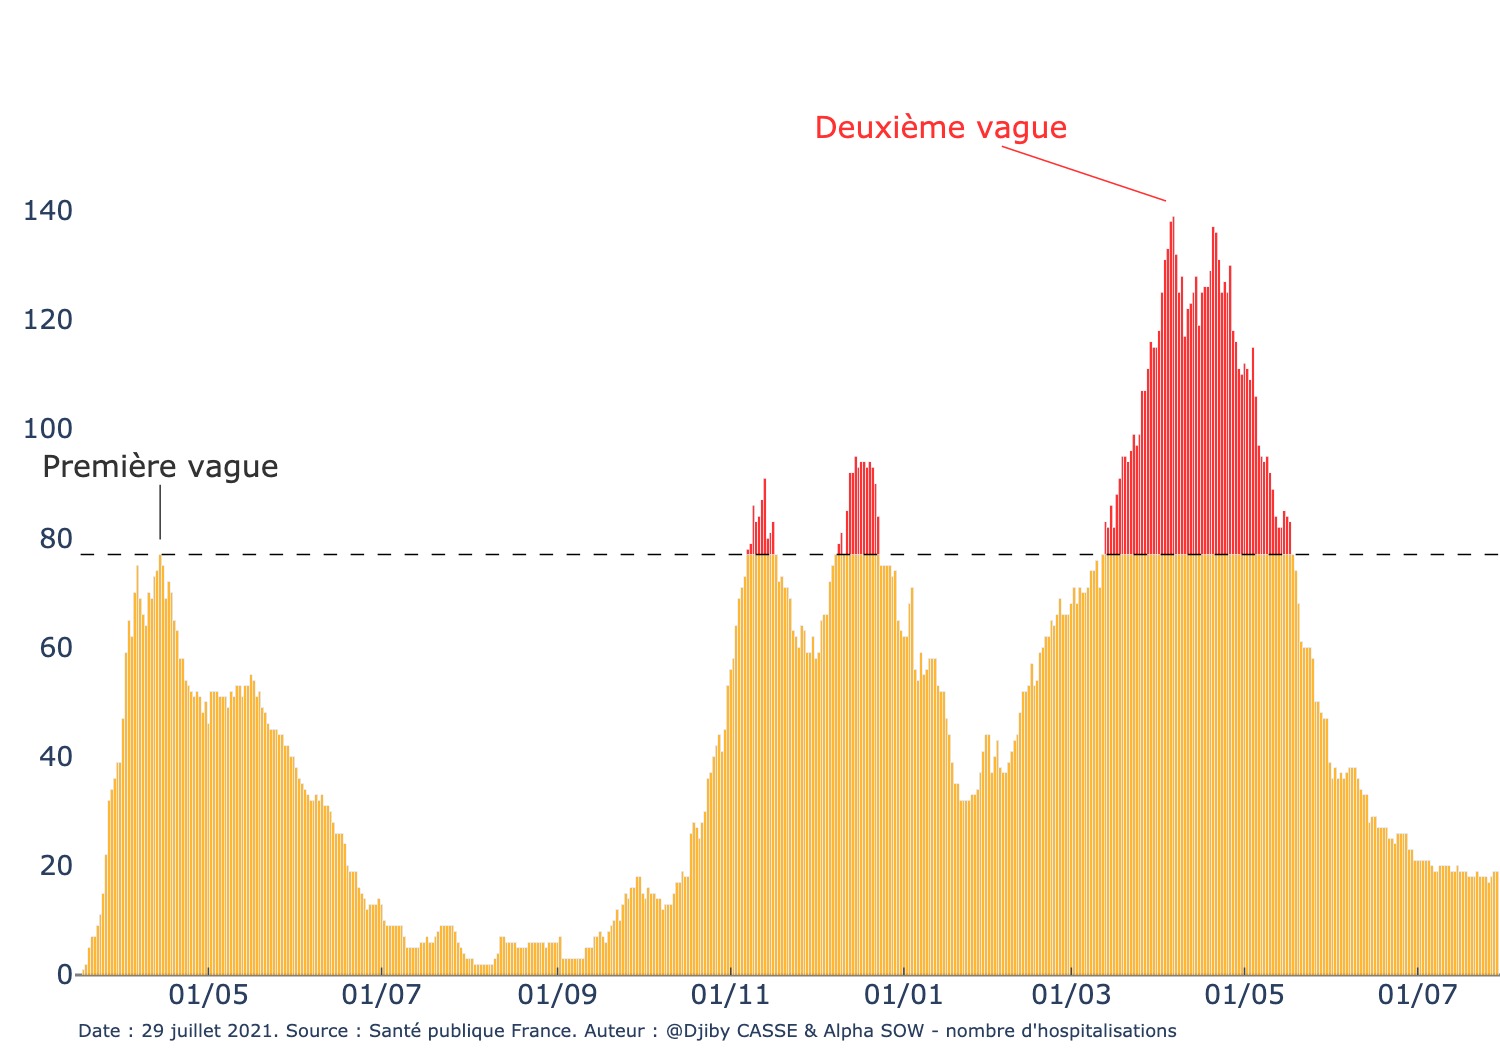 Deuxième vague
140
120
100
Première vague
80
60
40
20
0
01/05 01/07 01/09 01/11 01/01 01/03 01/05 01/07
Date : 29 juillet 2021. Source : Santé publique France. Auteur : @Djiby CASSE & Alpha SOW - nombre d'hospitalisations